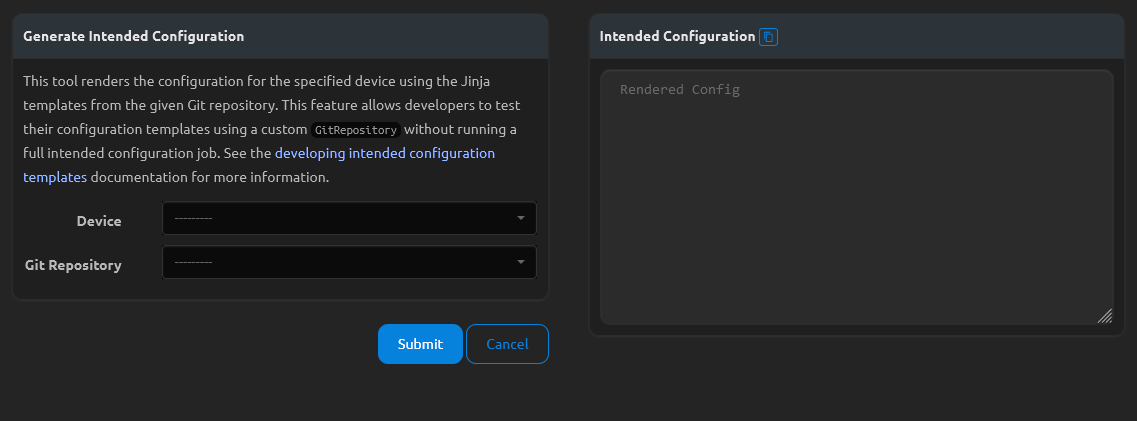 Generate Intended Configuration
This tool renders the configuration for the specified device using the Jinja
templates from the given Git repository. This feature allows developers to test
their configuration templates using a custom GitRepository without running a
full intended configuration job. See the developing intended configuration
templates documentation for more information.
Device
---------
Git Repository
---------
Submit
Cancel
Intended Configuration
Rendered Config